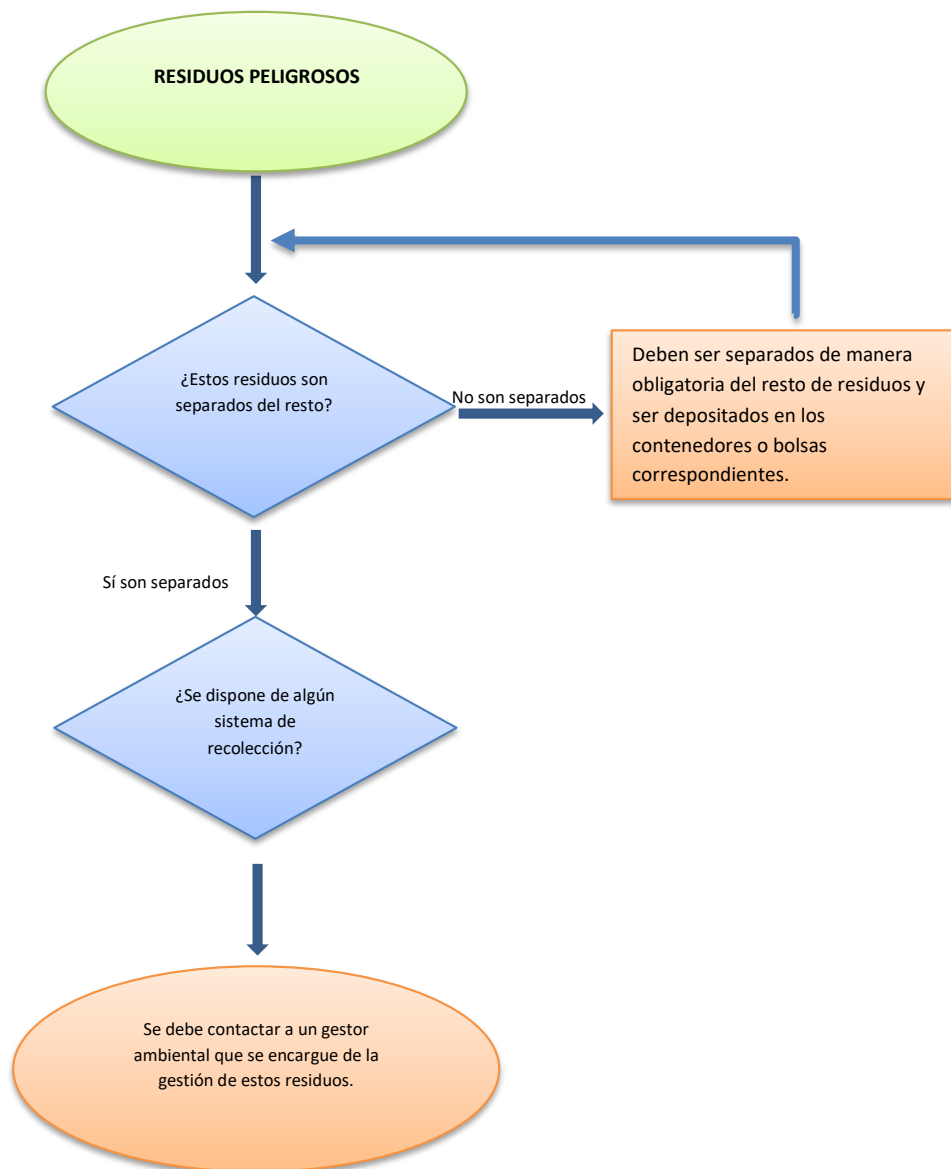 RESIDUOS PELIGROSOS
¿Estos residuos son
separados del resto?
No son separados
Deben ser separados de manera
obligatoria del resto de residuos y
ser depositados en los
contenedores o bolsas
correspondientes.
Sí son separados
¿Se dispone de algún
sistema de
recolección?
Se debe contactar a un gestor
ambiental que se encargue de la
gestión de estos residuos.